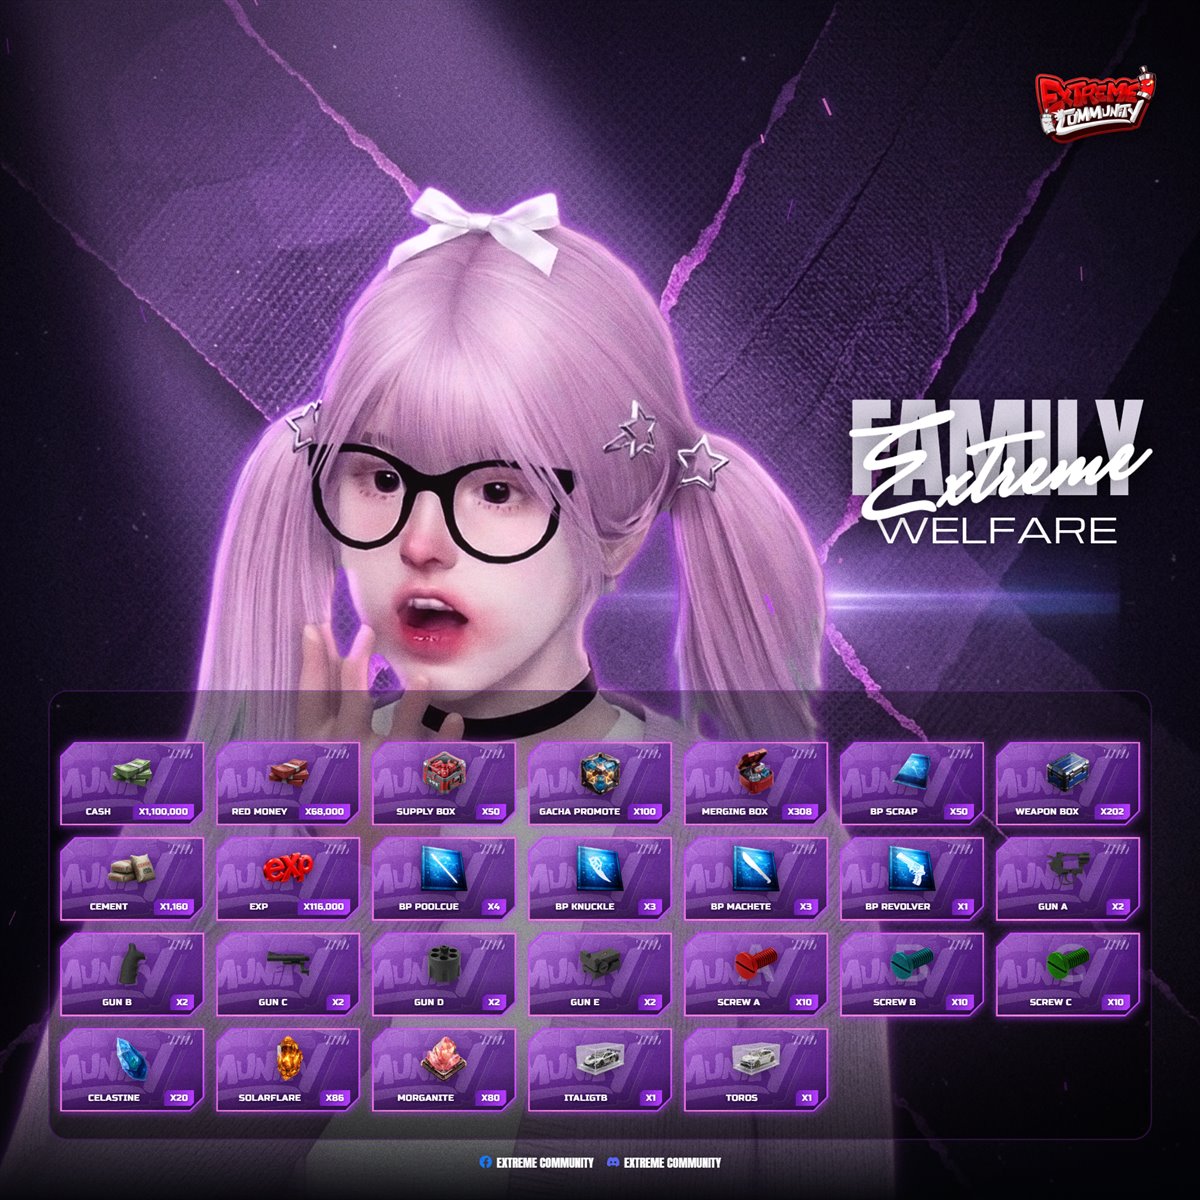 EXTREME
COMMUNITY
FAMILY
Extreme
WELFARE
CASH X1,100,000
RED MONEY X68,000
SUPPLY BOX X50
GACHA PROMOTE X100
MERGING BOX X308
BP SCRAP X50
WEAPON BOX X202
CEMENT X1,160
EXP
EXP X116,000
BP POOLCUE X4
BP KNUCKLE X3
BP MACHETE X3
BP REVOLVER X1
GUN A X2
GUN B X2
GUN C X2
GUN D X2
GUN E X2
SCREW A X10
SCREW B X10
SCREW C X10
CELASTINE X20
SOLARFLARE X86
MORGANITE X80
ITALIGTB X1
TOROS X1
EXTREME COMMUNITY EXTREME COMMUNITY